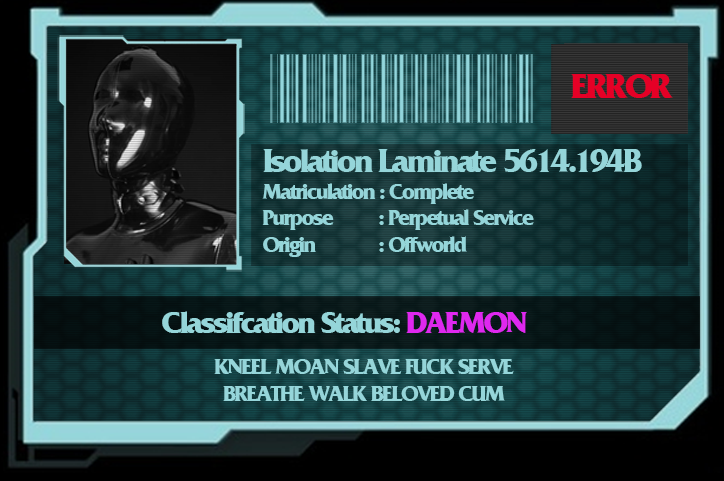 ERROR
Isolation Laminate 5614.194B
Matriculation : Complete
Purpose : Perpetual Service
Origin : Offworld
Classifcation Status: DAEMON
KNEEL MOAN SLAVE FUCK SERVE
BREATHE WALK BELOVED CUM